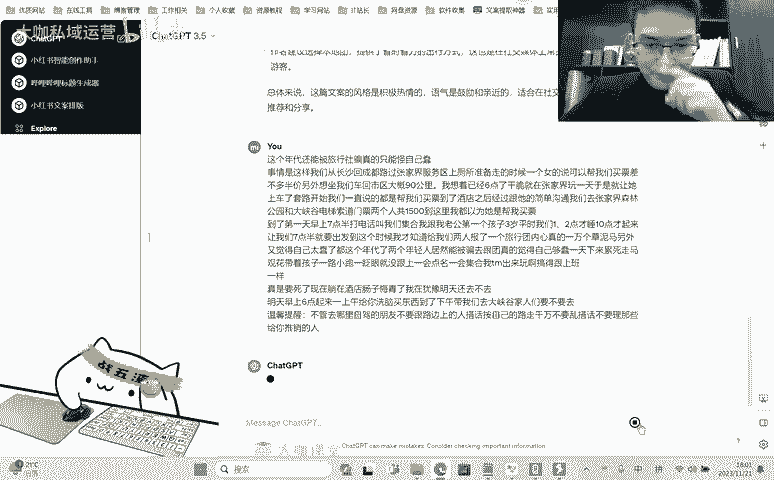 优质网站 在线工具 博客管理 工作相关 个人收藏 资源教程 学习网站 IT站长 网盘资源 软件收集 文案提取神器
大咖私域运营
ChatGPT
ChatGPT 3.5
小红书智能创作助手
哔哩哔哩标题生成器
小红书文案排版
Explore
游客。
总体来说，这篇文案的风格是积极热情的，语气是鼓励和亲近的，适合在社交
推荐和分享。
You
这个年代还能被旅行社骗真的只能怪自己蠢
事情是这样我们从长沙回成都路过张家界服务区上厕所准备走的时候一个女的说可以帮我们买票差
不多半价另外想坐我们车回市区大概90公里。我想着已经6点了干脆就在张家界玩一天于是就让她
上车了套路开始我们一直说的都是帮我们买票到了酒店之后经过跟他的简单沟通我们去张家界森林
公园和大峡谷电梯索道门票两个人共1500到这里我都以为她是帮我买票
到了第一天早上7点半打电话叫我们集合我跟我老公第一个孩子3岁平时我们1、2点才睡10点才起来
让我们7点半就要出发到这个时候我才知道给我们两人报了一个旅行团内心真的一万个草泥马另外
又觉得自己太蠢了都这个年代了两个年轻人居然能被骗去跟团真的觉得自己够蠢一天下来累死走马
观花带着孩子一路小跑一眨眼就没跟上一会点名一会集合我tm出来玩啊搞得跟上班
一样
真是要死了现在躺在酒店肠子悔青了我在犹豫明天还去不去
明天早上6点起来一上午给你洗脑买东西到了下午带我们去大峡谷家人们要不要去
温馨提醒：不管去哪里自驾的朋友不要跟路边上的人搭话按自己的路走千万不要乱搭话不要理那些
给你推销的人
ChatGPT
Message ChatGPT...
ChatGPT can make mistakes. Consider checking important information.
大咖课堂
战五渣
21°C
搜索
中
拼
16:01
2023/11/21